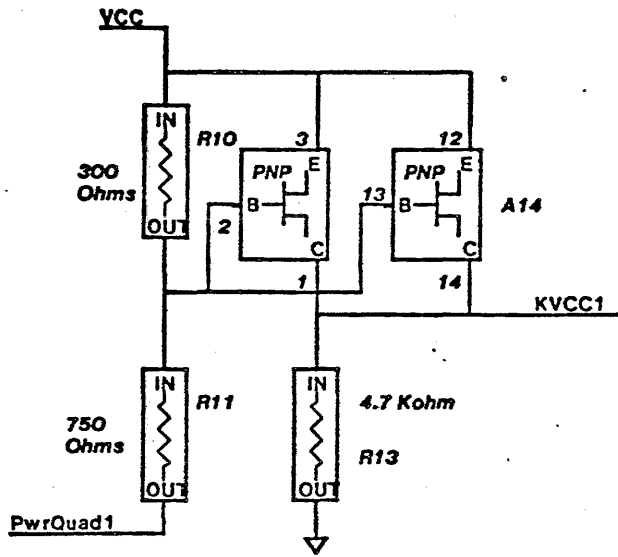 VCC
IN
R10
300
Ohms
OUT
3
PNP
E
B
2
C
1
12
PNP
E
13
B
A14
C
14
KVCC1
IN
R11
750
Ohms
OUT
IN
4.7 Kohm
R13
OUT
PwrQuad1